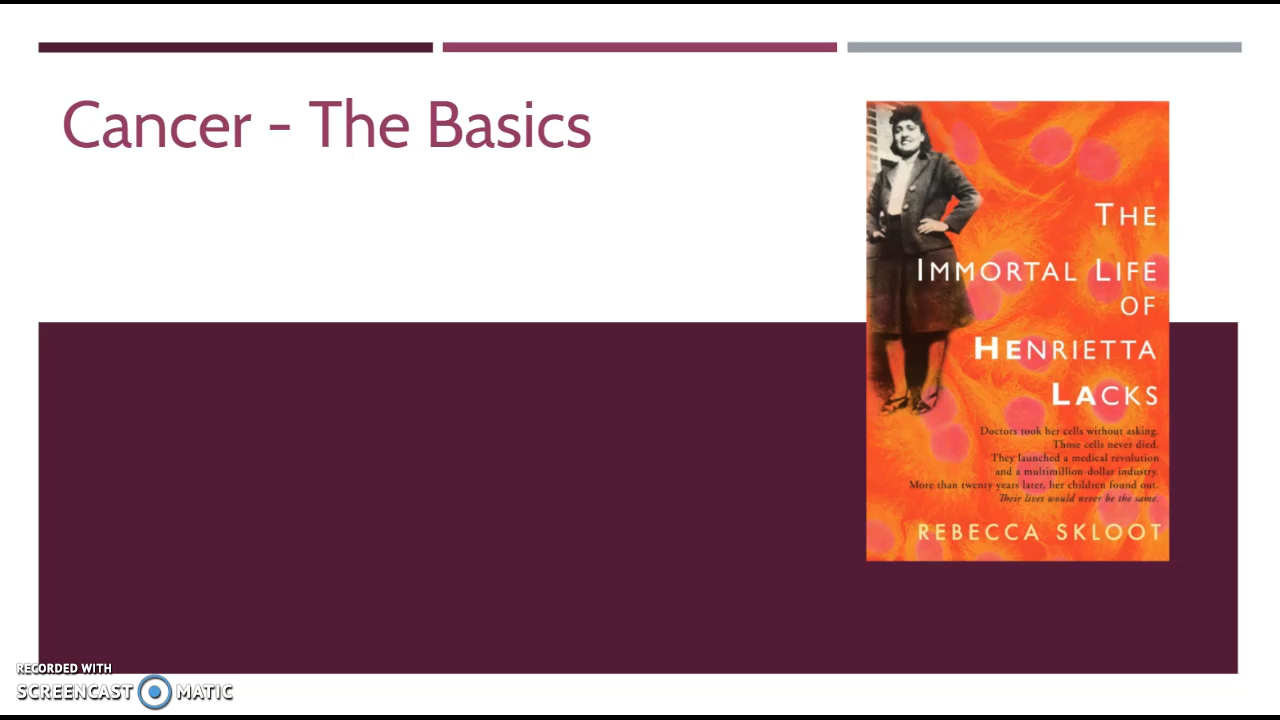 Cancer - The Basics
THE
IMMORTAL LIFE
OF
HENRIETTA
LACKS
Doctors took her cells without asking.
Those cells never died.
They launched a medical revolution
and a multimillion-dollar industry.
More than twenty years later, her children found out.
Their lives would never be the same.
REBECCA SKLOOT
RECORDED WITH
SCREENCAST MATIC